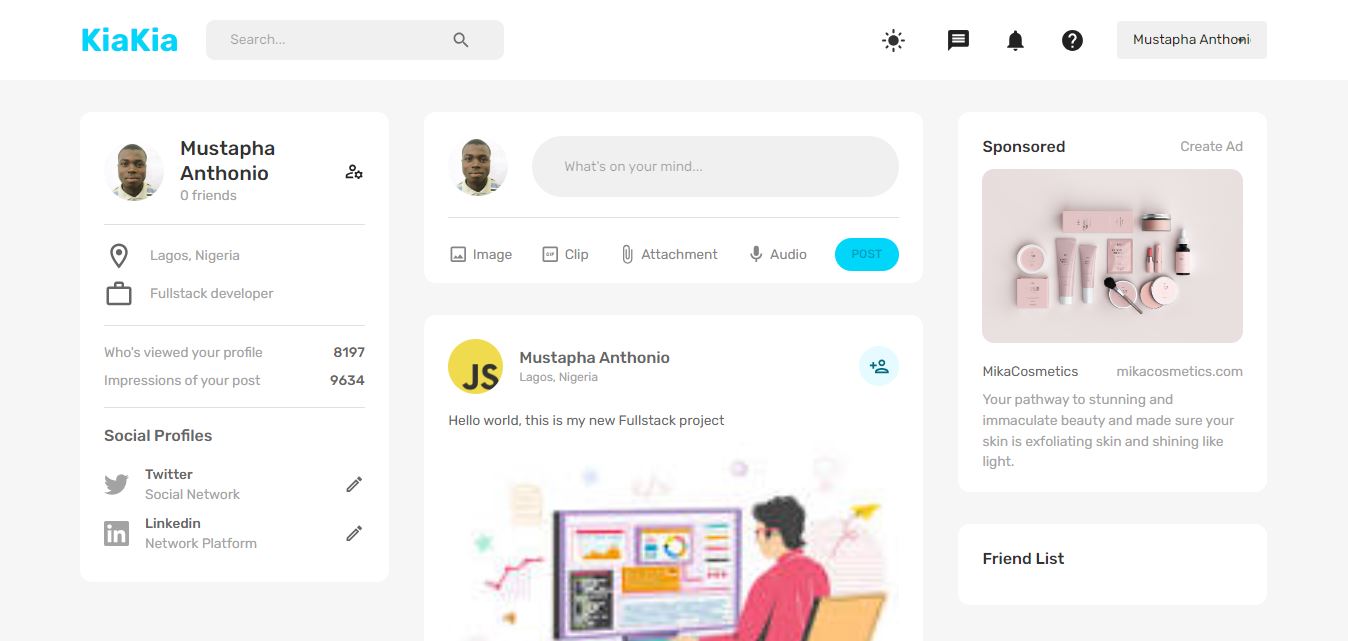 KiaKia
Search...
Mustapha Anthoni
Mustapha
Anthonio
0 friends
Lagos, Nigeria
Fullstack developer
Who's viewed your profile 8197
Impressions of your post 9634
Social Profiles
Twitter
Social Network
Linkedin
Network Platform
What's on your mind...
Image GIF Clip Attachment Audio POST
JS
Mustapha Anthonio
Lagos, Nigeria
Hello world, this is my new Fullstack project
Sponsored Create Ad
MikaCosmetics mikacosmetics.com
Your pathway to stunning and
immaculate beauty and made sure your
skin is exfoliating skin and shining like
light.
Friend List